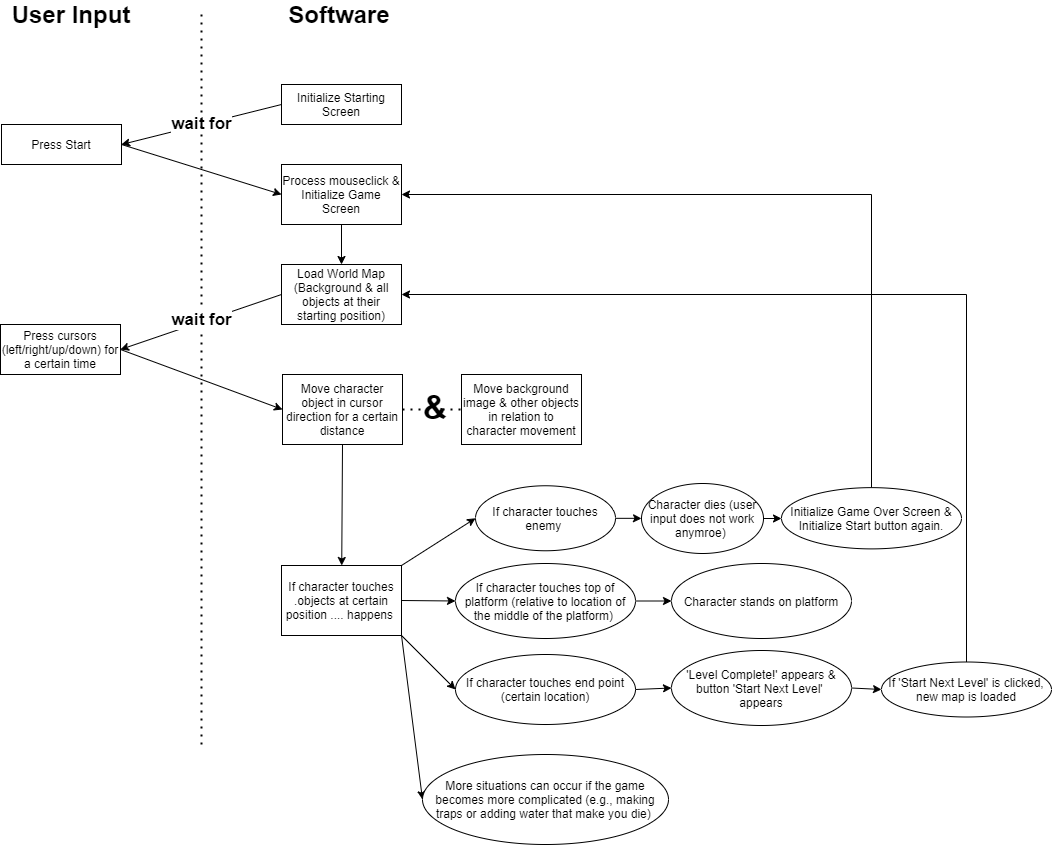 User Input
Software
Initialize Starting
Screen
wait for
Press Start
Process mouseclick &
Initialize Game
Screen
Load World Map
(Background & all
objects at their
starting position)
wait for
Press cursors
(left/right/up/down) for
a certain time
Move character
object in cursor
direction for a certain
distance
&
Move background
image & other objects
in relation to
character movement
If character touches
enemy
Character dies (user
input does not work
anymroe)
Initialize Game Over Screen &
Initialize Start button again.
If character touches
.objects at certain
position .... happens
If character touches top of
platform (relative to location of
the middle of the platform)
Character stands on platform
If character touches end point
(certain location)
'Level Complete!' appears &
button 'Start Next Level'
appears
If 'Start Next Level' is clicked,
new map is loaded
More situations can occur if the game
becomes more complicated (e.g., making
traps or adding water that make you die)